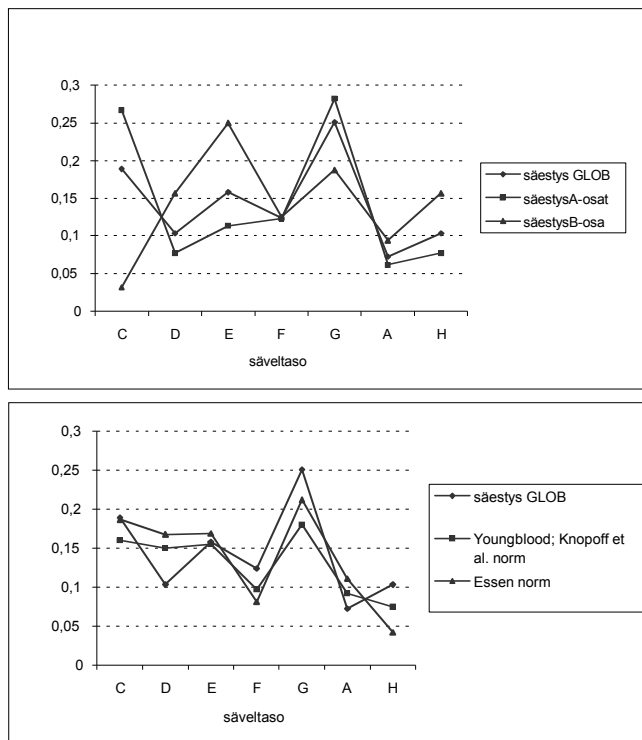 0,3
0,25
0,2
0,15
0,1
0,05
0
C D E F G A H
säveltaso
säestys GLOB
säestysA-osat
säestysB-osa
0,3
0,25
0,2
0,15
0,1
0,05
0
C D E F G A H
säveltaso
säestys GLOB
Youngblood; Knopoff et
al. norm
Essen norm